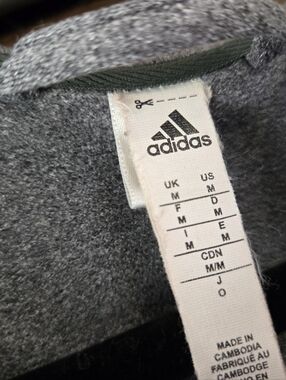 adidas
UK US
M M
F D
M M
I E
M M
CDN
M/M
J
O
MADE IN
CAMBODIA
FABRIQUÉ AU
CAMBODGE